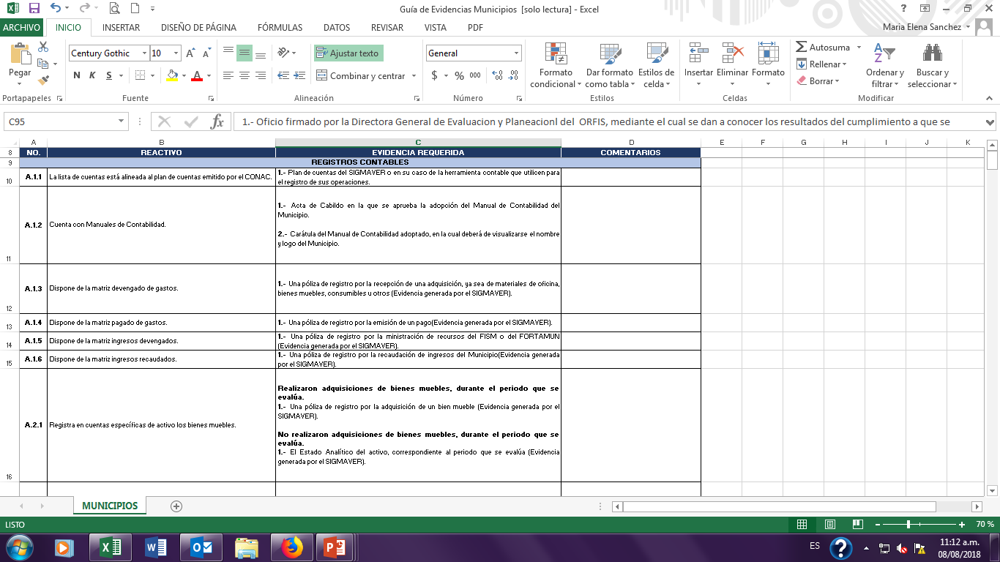 Guía de Evidencias Municipios [solo lectura] - Excel
ARCHIVO INICIO INSERTAR DISEÑO DE PÁGINA FÓRMULAS DATOS REVISAR VISTA PDF Maria Elena Sanchez
Pegar
Century Gothic 10
N K S A
Ajustar texto
Combinar y centrar
General
$ % 000
Formato condicional
Dar formato como tabla
Estilos de celda
Insertar Eliminar Formato
Autosuma
Rellenar
Borrar
Ordenar y filtrar
Buscar y seleccionar
Portapapeles Fuente Alineación Número Estilos Celdas Modificar
C95 fx 1.- Oficio firmado por la Directora General de Evaluacion y Planeacionl del ORFIS, mediante el cual se dan a conocer los resultados del cumplimiento a que se
A B C D E F G H I J K
8 NO. REACTIVO EVIDENCIA REQUERIDA COMENTARIOS
9 REGISTROS CONTABLES
10 A.1.1 La lista de cuentas está alineada al plan de cuentas emitido por el CONAC.
1.- Plan de cuentas del SIGMAVER o en su caso de la herramienta contable que utilicen para
el registro de sus operaciones.
11 A.1.2 Cuenta con Manuales de Contabilidad.
1.- Acta de Cabildo en la que se aprueba la adopción del Manual de Contabilidad del
Municipio.
2.- Carátula del Manual de Contabilidad adoptado, en la cual deberá de visualizarse el nombre
y logo del Municipio.
12 A.1.3 Dispone de la matriz devengado de gastos.
1.- Una póliza de registro por la recepción de una adquisición, ya sea de materiales de oficina,
bienes muebles, consumibles u otros (Evidencia generada por el SIGMAVER).
13 A.1.4 Dispone de la matriz pagado de gastos.
1.- Una póliza de registro por la emisión de un pago(Evidencia generada por el SIGMAVER).
14 A.1.5 Dispone de la matriz ingresos devengados.
1.- Una póliza de registro por la ministración de recursos del FISM o del FORTAMUN
(Evidencia generada por el SIGMAVER).
15 A.1.6 Dispone de la matriz ingresos recaudados.
1.- Una póliza de registro por la recaudación de ingresos del Municipio(Evidencia generada
por el SIGMAVER).
16 A.2.1 Registra en cuentas específicas de activo los bienes muebles.
Realizaron adquisiciones de bienes muebles, durante el periodo que se
evalúa.
1.- Una póliza de registro por la adquisición de un bien mueble (Evidencia generada por el
SIGMAVER).
No realizaron adquisiciones de bienes muebles, durante el periodo que se
evalúa.
1.- El Estado Analítico del activo, correspondiente al periodo que se evalúa (Evidencia
generada por el SIGMAVER).
MUNICIPIOS
LISTO 70 %
ES 11:12 a.m.
08/08/2018